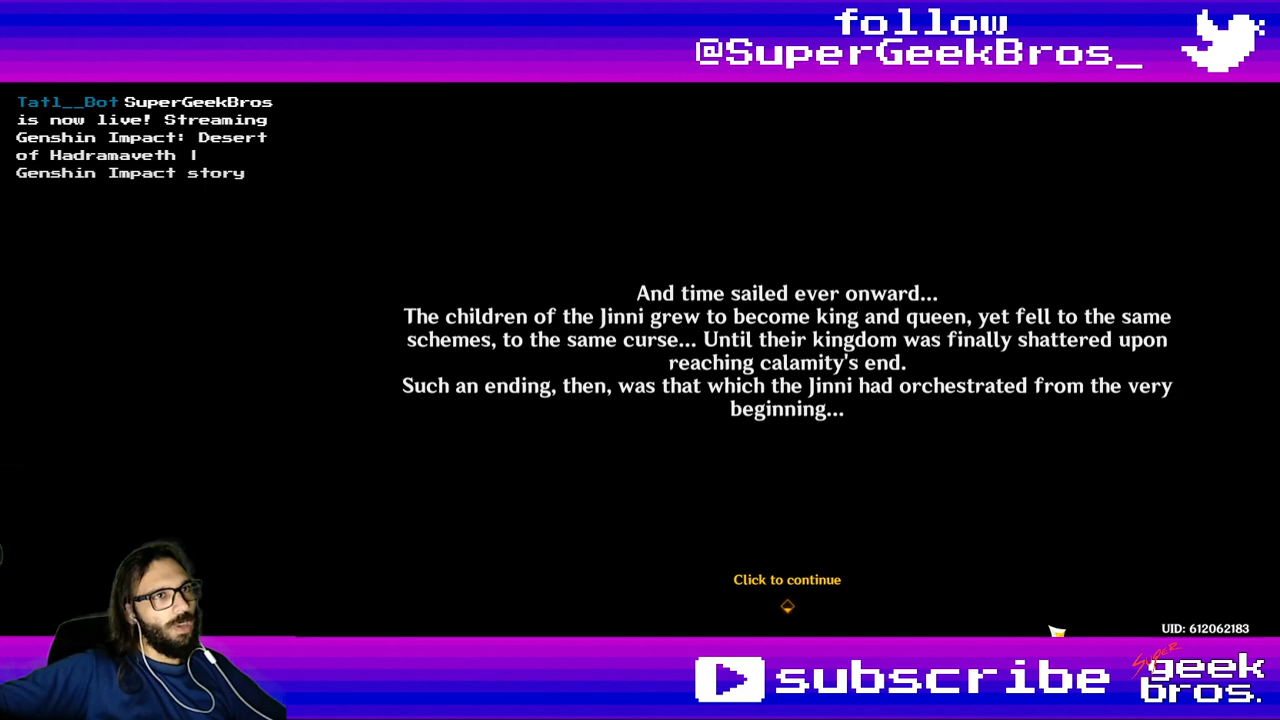 follow
@SuperGeekBros_
Tatl__Bot SuperGeekBros
is now live! Streaming
Genshin Impact: Desert
of Hadramaveth |
Genshin Impact story
And time sailed ever onward...
The children of the Jinni grew to become king and queen, yet fell to the same
schemes, to the same curse... Until their kingdom was finally shattered upon
reaching calamity's end.
Such an ending, then, was that which the Jinni had orchestrated from the very
beginning...
Click to continue
UID: 612062183
subscribe
super
geek
bros.